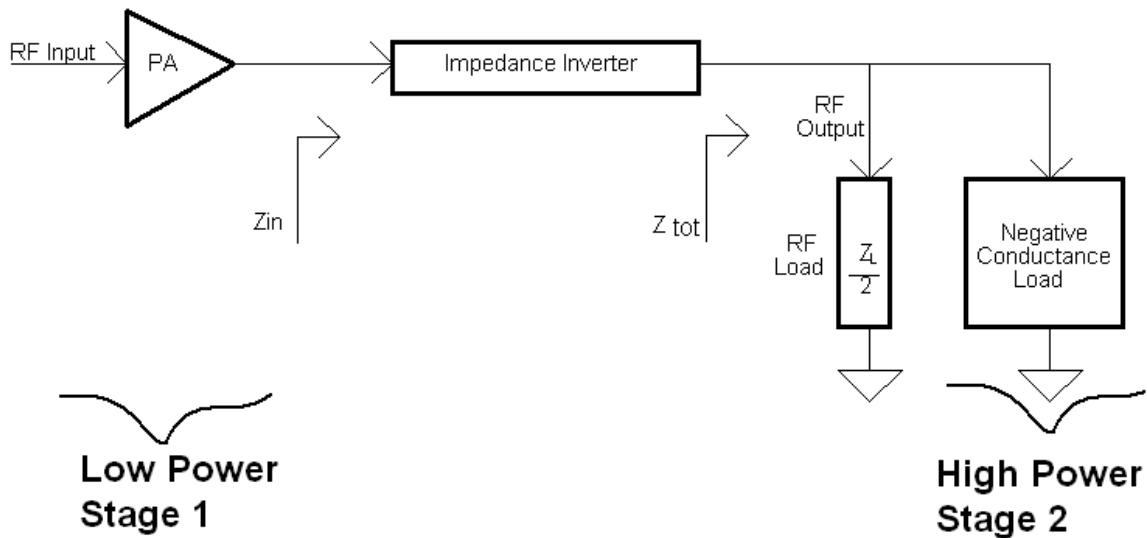 RF Input
PA
Impedance Inverter
RF
Output
Zin
Z tot
RF
Load
ZL
2
Negative
Conductance
Load
Low Power
Stage 1
High Power
Stage 2